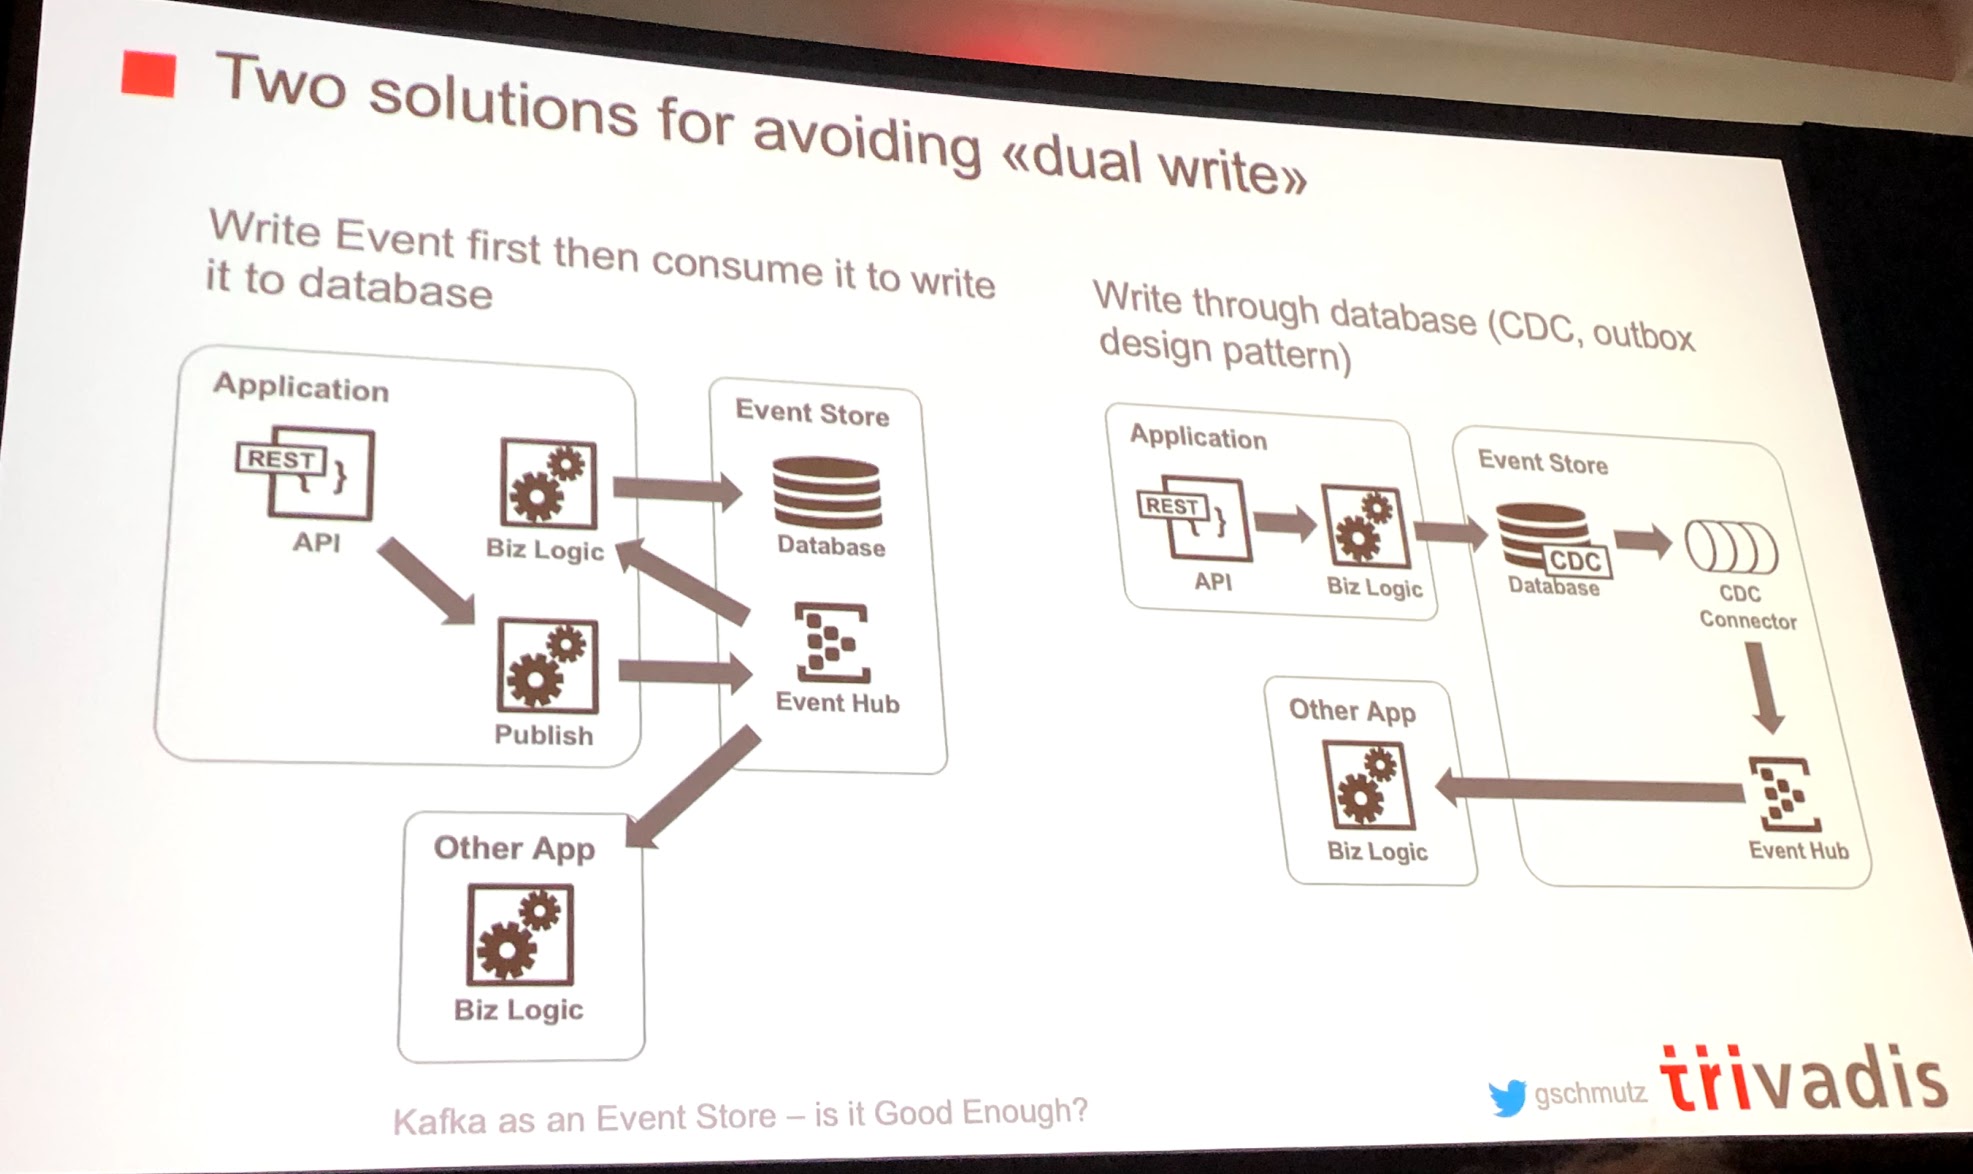 Two solutions for avoiding «dual write»
Write Event first then consume it to write
it to database
Application
REST
{ }
API
Biz Logic
Publish
Event Store
Database
Event Hub
Other App
Biz Logic
Write through database (CDC, outbox
design pattern)
Application
REST
{ }
API
Biz Logic
Event Store
CDC
Database
CDC
Connector
Event Hub
Other App
Biz Logic
Kafka as an Event Store – is it Good Enough?
gschmutz
trivadis